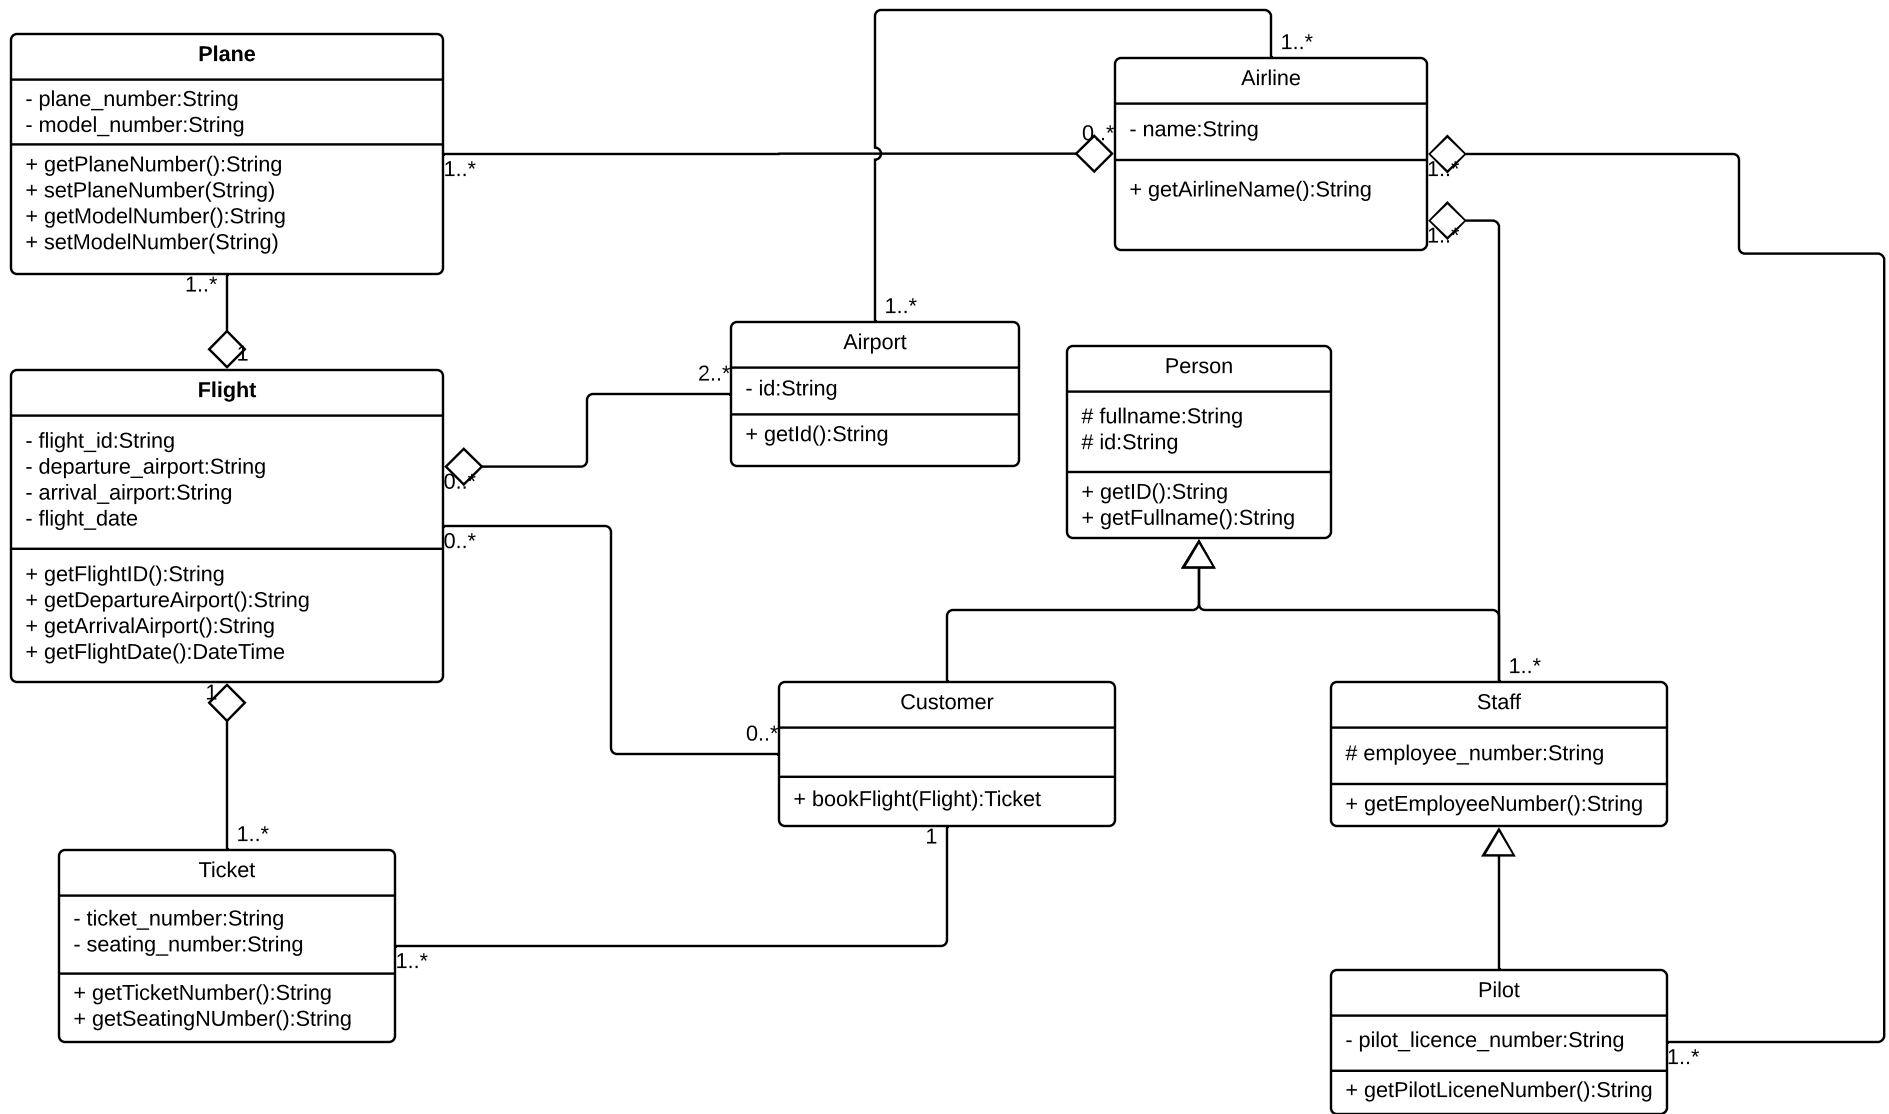 1..*
Plane
- plane_number:String
- model_number:String
+ getPlaneNumber():String
+ setPlaneNumber(String)
+ getModelNumber():String
+ setModelNumber(String)
1..*
0..*
Airline
- name:String
+ getAirlineName():String
1..*
1..*
1..*
1
1..*
Airport
- id:String
+ getId():String
2..*
0..*
Person
# fullname:String
# id:String
+ getID():String
+ getFullname():String
Flight
- flight_id:String
- departure_airport:String
- arrival_airport:String
- flight_date
+ getFlightID():String
+ getDepartureAirport():String
+ getArrivalAirport():String
+ getFlightDate():DateTime
0..*
1
0..*
Customer
+ bookFlight(Flight):Ticket
1
1..*
Staff
# employee_number:String
+ getEmployeeNumber():String
1..*
Ticket
- ticket_number:String
- seating_number:String
+ getTicketNumber():String
+ getSeatingNUmber():String
1..*
Pilot
- pilot_licence_number:String
+ getPilotLiceneNumber():String
1..*